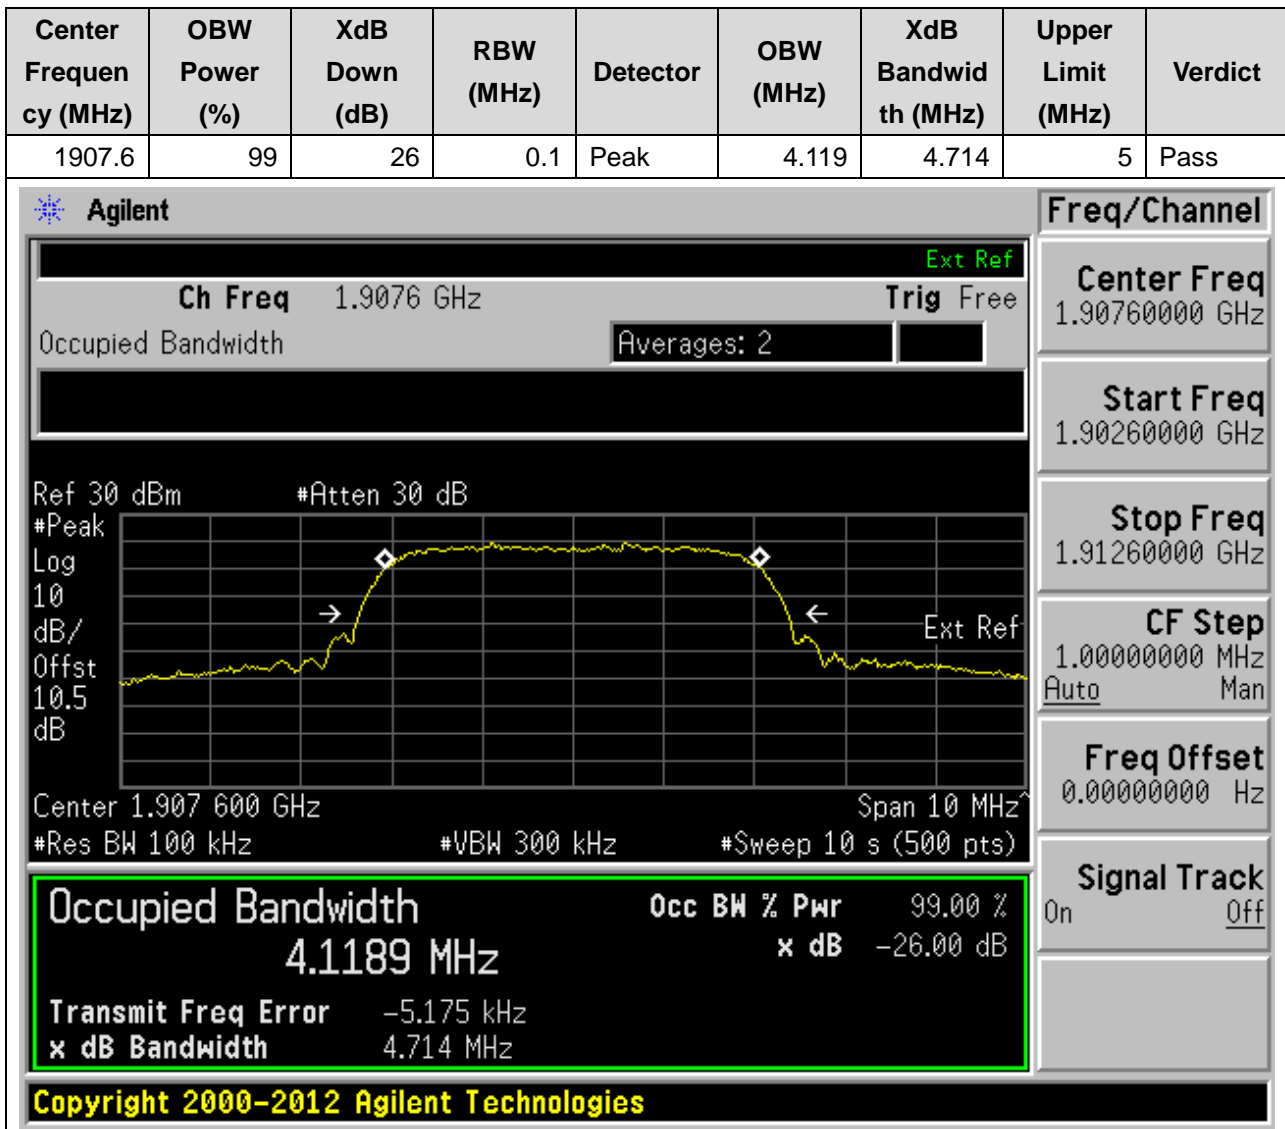 Center Frequen cy (MHz) OBW Power (%) XdB Down (dB) RBW (MHz) Detector OBW (MHz) XdB Bandwid th (MHz) Upper Limit (MHz) Verdict
1907.6 99 26 0.1 Peak 4.119 4.714 5 Pass
Agilent
Ext Ref
Ch Freq 1.9076 GHz Trig Free
Occupied Bandwidth Averages: 2
Ref 30 dBm #Atten 30 dB
#Peak
Log
10
dB/
Offst
10.5
dB
Ext Ref
Center 1.907 600 GHz Span 10 MHz^
#Res BW 100 kHz #VBW 300 kHz #Sweep 10 s (500 pts)
Occupied Bandwidth
4.1189 MHz
Occ BW % Pwr 99.00 %
x dB -26.00 dB
Transmit Freq Error -5.175 kHz
x dB Bandwidth 4.714 MHz
Freq/Channel
Center Freq
1.90760000 GHz
Start Freq
1.90260000 GHz
Stop Freq
1.91260000 GHz
CF Step
1.00000000 MHz
Auto Man
Freq Offset
0.00000000 Hz
Signal Track
On Off
Copyright 2000-2012 Agilent Technologies